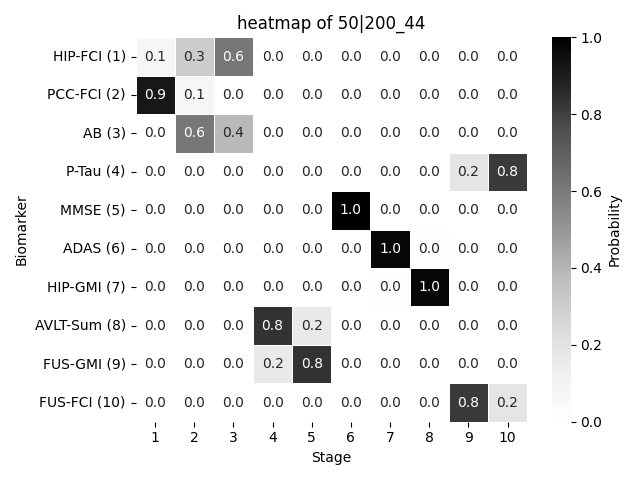 heatmap of 50|200_44
HIP-FCI (1) 0.1 0.3 0.6 0.0 0.0 0.0 0.0 0.0 0.0 0.0
PCC-FCI (2) 0.9 0.1 0.0 0.0 0.0 0.0 0.0 0.0 0.0 0.0
AB (3) 0.0 0.6 0.4 0.0 0.0 0.0 0.0 0.0 0.0 0.0
P-Tau (4) 0.0 0.0 0.0 0.0 0.0 0.0 0.0 0.0 0.2 0.8
MMSE (5) 0.0 0.0 0.0 0.0 0.0 1.0 0.0 0.0 0.0 0.0
ADAS (6) 0.0 0.0 0.0 0.0 0.0 0.0 1.0 0.0 0.0 0.0
HIP-GMI (7) 0.0 0.0 0.0 0.0 0.0 0.0 0.0 1.0 0.0 0.0
AVLT-Sum (8) 0.0 0.0 0.0 0.8 0.2 0.0 0.0 0.0 0.0 0.0
FUS-GMI (9) 0.0 0.0 0.0 0.2 0.8 0.0 0.0 0.0 0.0 0.0
FUS-FCI (10) 0.0 0.0 0.0 0.0 0.0 0.0 0.0 0.0 0.8 0.2
1 2 3 4 5 6 7 8 9 10
Stage
Biomarker
1.0
0.8
0.6
0.4
0.2
0.0
Probability